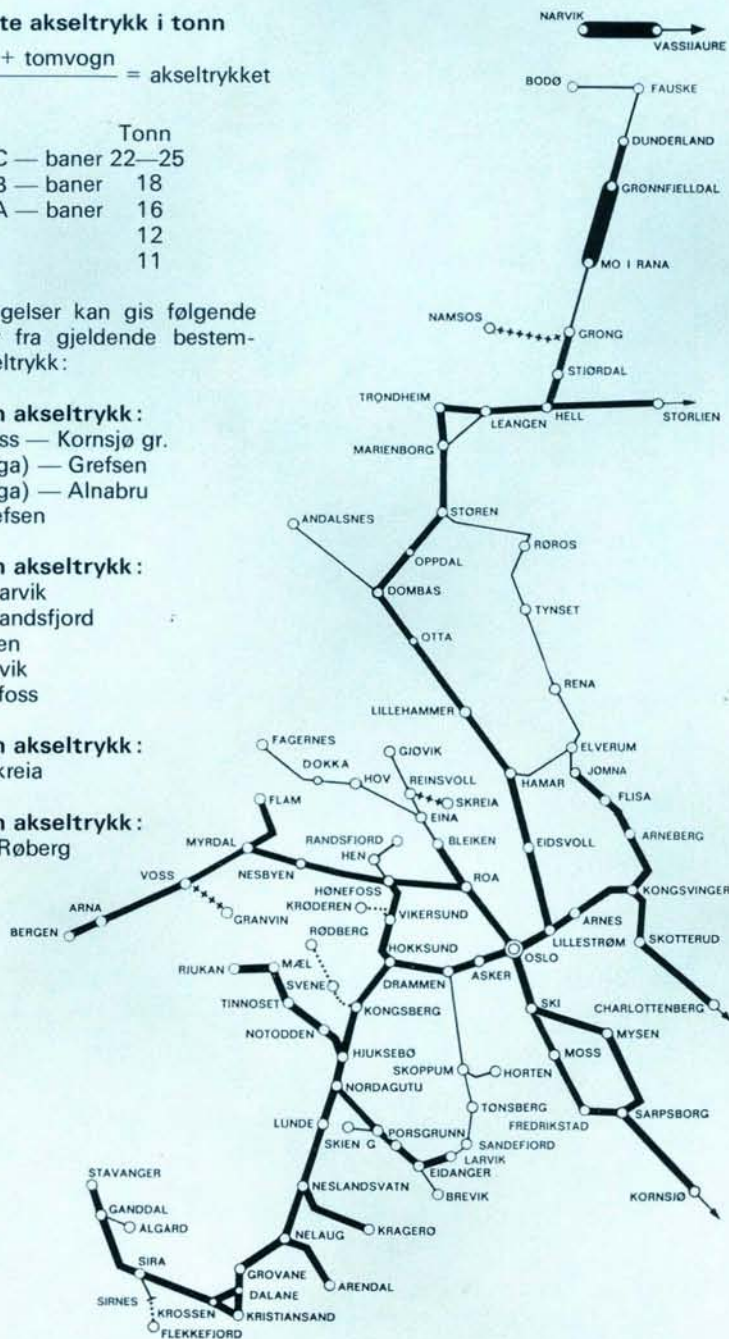 te akseltrykk i tonn
+ tomvogn
= akseltrykket
Tonn
C — baner 22—25
B — baner 18
A — baner 16
12
11
gelser kan gis følgende
fra gjeldende bestem-
seltrykk:
n akseltrykk:
ss — Kornsjø gr.
ga) — Grefsen
ga) — Alnabru
efsen
n akseltrykk:
arvik
andsfjord
en
vik
foss
n akseltrykk:
kreia
n akseltrykk:
Røberg
NARVIK
VASSIJAURE
BODØ
FAUSKE
DUNDERLAND
GRØNNFJELLDAL
MO I RANA
NAMSOS
GRONG
STJØRDAL
TRONDHEIM
LEANGEN
HELL
STORLIEN
MARIENBORG
STØREN
ANDALSNES
OPPDAL
RØROS
DOMBÅS
TYNSET
OTTA
RENA
LILLEHAMMER
ELVERUM
FAGERNES
GJØVIK
DOKKA
HOV
REINSVOLL
HAMAR
JØMNA
SKREIA
FLISA
FLAM
EINA
ARNEBERG
RANDSFJORD
BLEIKEN
EIDSVOLL
MYRDAL
HEN
VOSS
NESBYEN
ROA
KONGSVINGER
HØNEFOSS
ARNA
KRØDEREN
ARNES
GRANVIN
VIKERSUND
BERGEN
LILLESTRØM
SKOTTERUD
RØDBERG
HOKKSUND
OSLO
ASKER
RJUKAN
MÆL
DRAMMEN
SVENE
SKI
CHARLOTTENBERG
TINNOSET
KONGSBERG
MYSEN
NOTODDEN
MOSS
HJUKSEBØ
SKOPPUM
HORTEN
NORDAGUTU
TØNSBERG
FREDRIKSTAD
SARPSBORG
LUNDE
PORSGRUNN
SKIEN G
SANDEFJORD
LARVIK
EIDANGER
STAVANGER
BREVIK
KORNSJØ
NESLANDSVATN
GANDDAL
ALGARD
KRAGERØ
NELAUG
SIRA
GROVANE
ARENDAL
DALANE
SIRNES
KROSSEN
KRISTIANSAND
FLEKKEFJORD